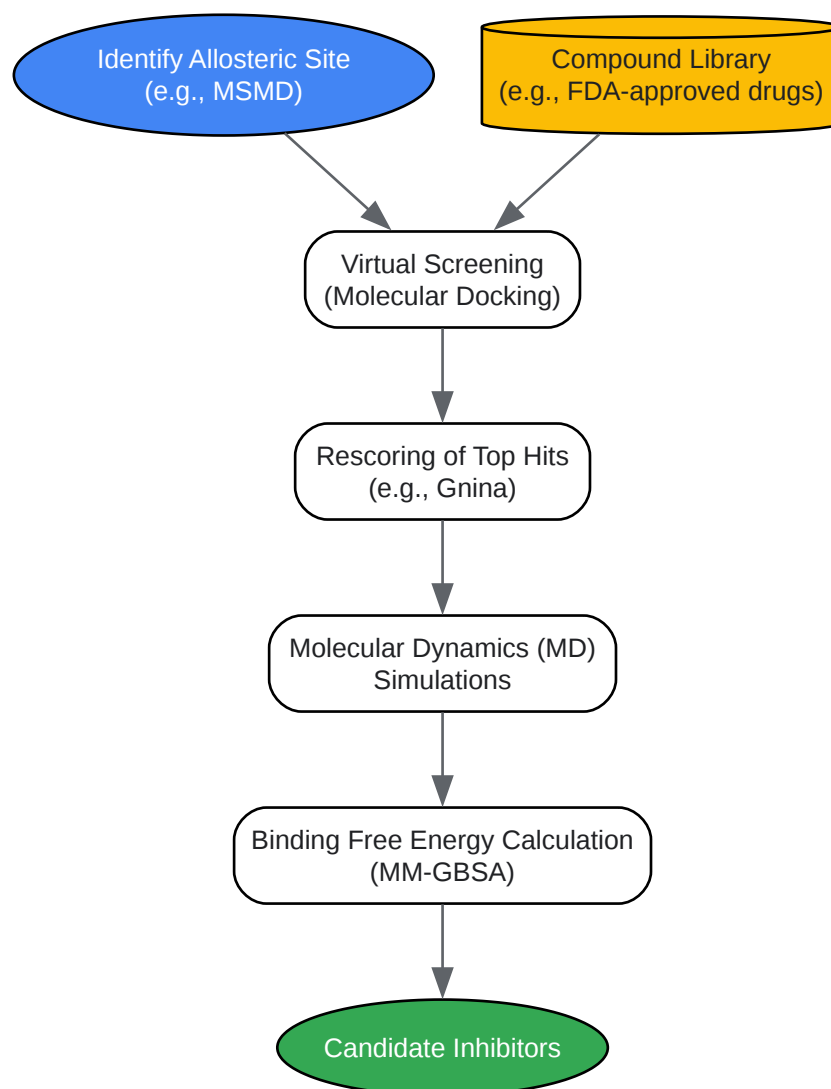 Identify Allosteric Site
(e.g., MSMD)
Compound Library
(e.g., FDA-approved drugs)
Virtual Screening
(Molecular Docking)
Rescoring of Top Hits
(e.g., Gnina)
Molecular Dynamics (MD)
Simulations
Binding Free Energy Calculation
(MM-GBSA)
Candidate Inhibitors